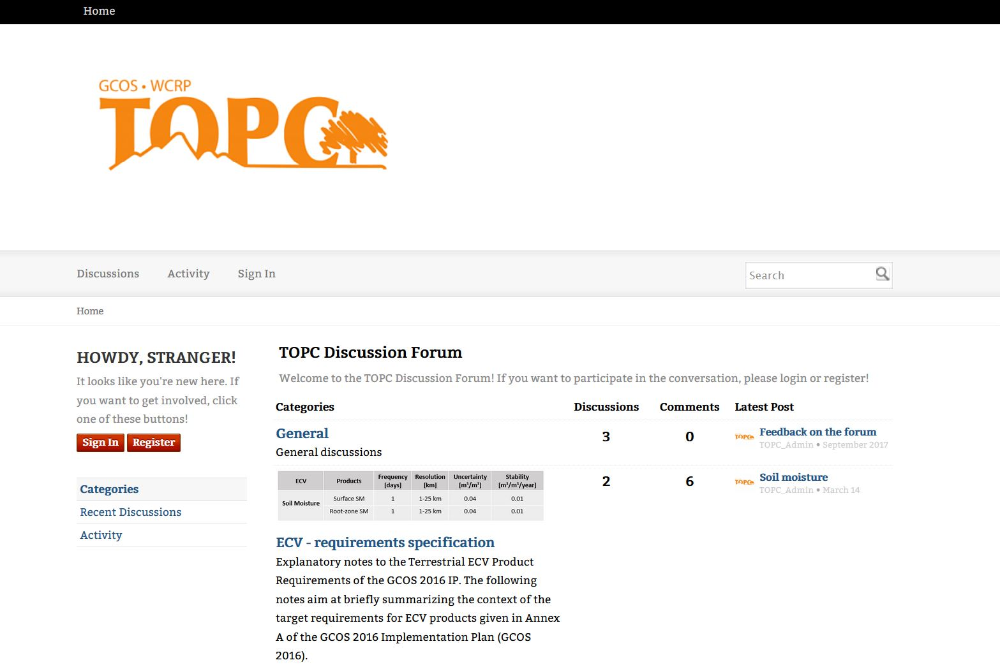 Home
GCOS • WCRP
TOPC
Discussions Activity Sign In
Search
Home
HOWDY, STRANGER!
It looks like you're new here. If
you want to get involved, click
one of these buttons!
Sign In Register
Categories
Recent Discussions
Activity
TOPC Discussion Forum
Welcome to the TOPC Discussion Forum! If you want to participate in the conversation, please login or register!
Categories Discussions Comments Latest Post
General 3 0 TOPC Feedback on the forum
TOPC_Admin • September 2017
General discussions
ECV Products Frequency [days] Resolution [km] Uncertainty [m³/m³] Stability [m³/m³/year]
Soil Moisture Surface SM 1 1-25 km 0.04 0.01
Root-zone SM 1 1-25 km 0.04 0.01
2 6 TOPC Soil moisture
TOPC_Admin • March 14
ECV - requirements specification
Explanatory notes to the Terrestrial ECV Product
Requirements of the GCOS 2016 IP. The following
notes aim at briefly summarizing the context of the
target requirements for ECV products given in Annex
A of the GCOS 2016 Implementation Plan (GCOS
2016).